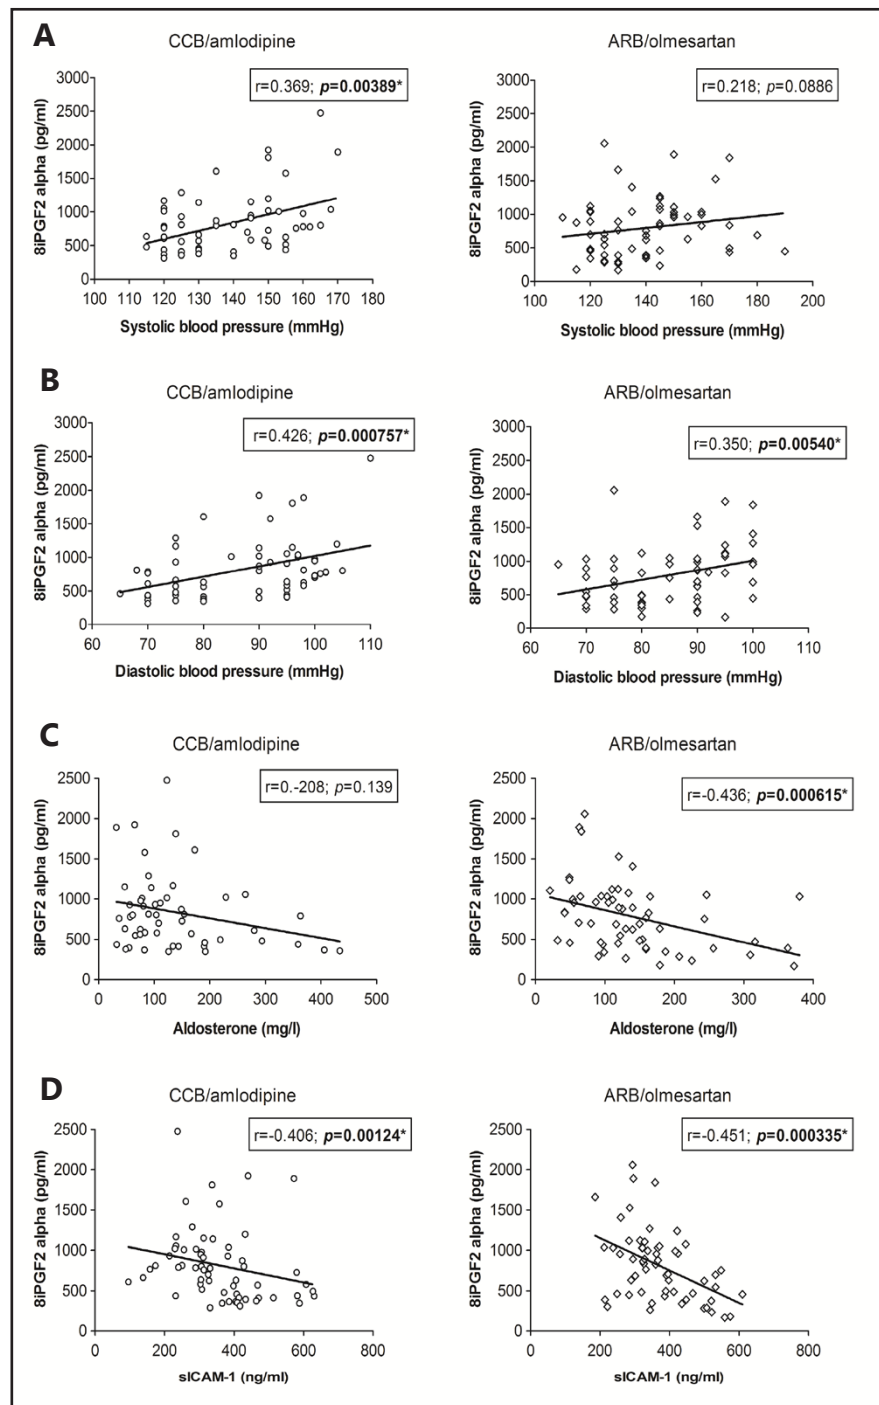 A
CCB/amlodipine
r=0.369; p=0.00389*
8iPGF2 alpha (pg/ml)
3000
2500
2000
1500
1000
500
0
100 110 120 130 140 150 160 170 180
Systolic blood pressure (mmHg)
ARB/olmesartan
r=0.218; p=0.0886
8iPGF2 alpha (pg/ml)
3000
2500
2000
1500
1000
500
0
100 120 140 160 180 200
Systolic blood pressure (mmHg)
B
CCB/amlodipine
r=0.426; p=0.000757*
8iPGF2 alpha (pg/ml)
3000
2500
2000
1500
1000
500
0
60 70 80 90 100 110
Diastolic blood pressure (mmHg)
ARB/olmesartan
r=0.350; p=0.00540*
8iPGF2 alpha (pg/ml)
3000
2500
2000
1500
1000
500
0
60 70 80 90 100 110
Diastolic blood pressure (mmHg)
C
CCB/amlodipine
r=0.-208; p=0.139
8iPGF2 alpha (pg/ml)
2500
2000
1500
1000
500
0
0 100 200 300 400 500
Aldosterone (mg/l)
ARB/olmesartan
r=-0.436; p=0.000615*
8iPGF2 alpha (pg/ml)
2500
2000
1500
1000
500
0
0 100 200 300 400
Aldosterone (mg/l)
D
CCB/amlodipine
r=-0.406; p=0.00124*
8iPGF2 alpha (pg/ml)
2500
2000
1500
1000
500
0
0 200 400 600 800
sICAM-1 (ng/ml)
ARB/olmesartan
r=-0.451; p=0.000335*
8iPGF2 alpha (pg/ml)
2500
2000
1500
1000
500
0
0 200 400 600 800
sICAM-1 (ng/ml)